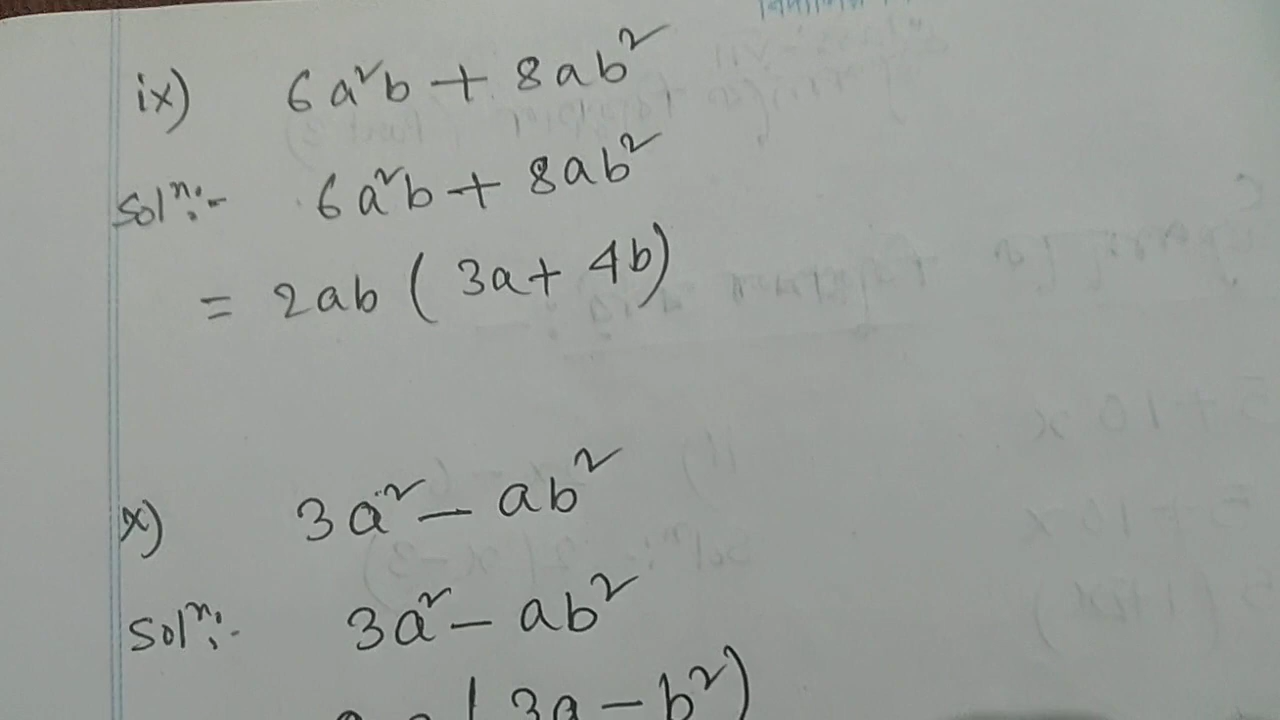 ix) 6a²b + 8ab²
Solⁿ:- 6a²b + 8ab²
= 2ab ( 3a + 4b)
x) 3a² - ab²
Solⁿ:- 3a² - ab²
( 3a - b²)